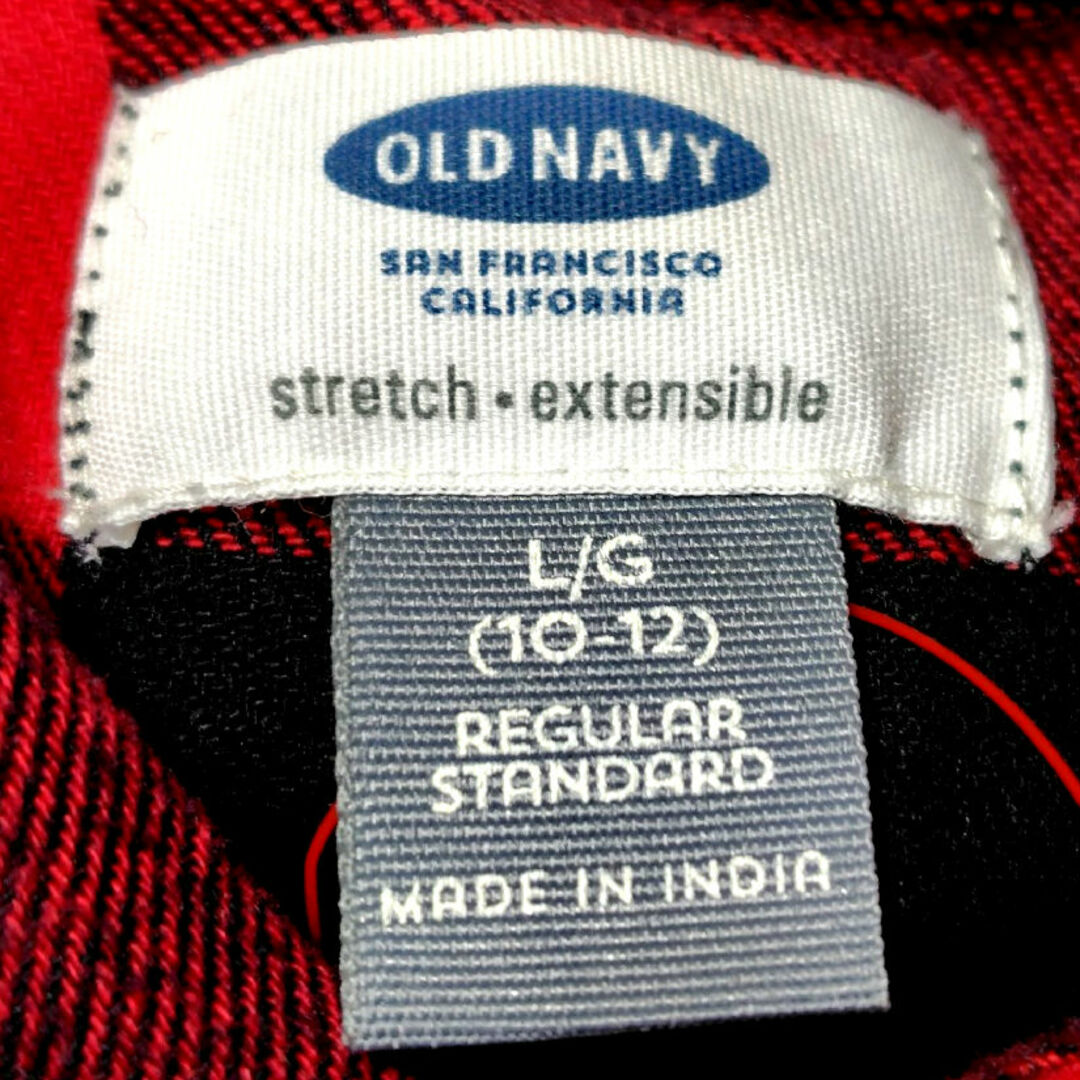 OLD NAVY
SAN FRANCISCO
CALIFORNIA
stretch • extensible
L/G
(10-12)
REGULAR
STANDARD
MADE IN INDIA